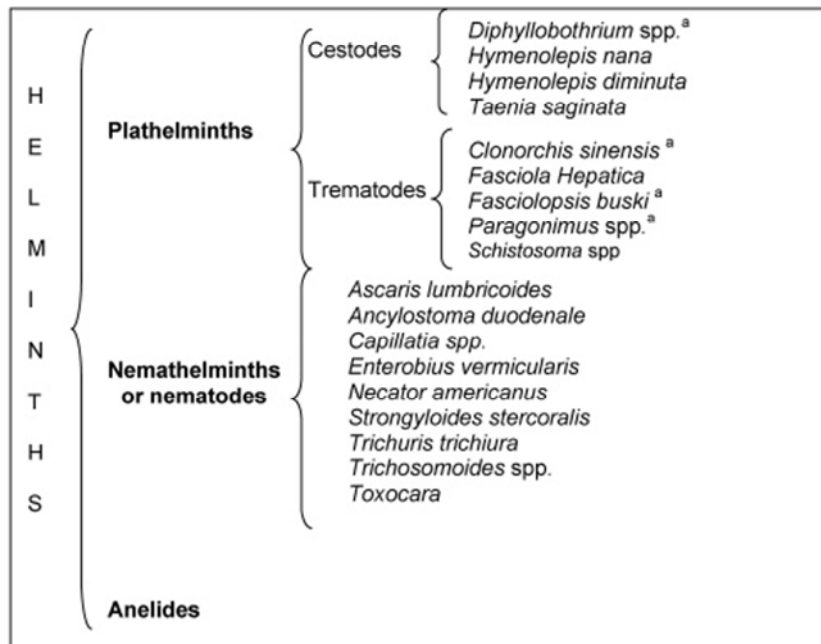 HELMINTHS
Plathelminths
Cestodes
Diphyllobothrium spp.a
Hymenolepis nana
Hymenolepis diminuta
Taenia saginata
Trematodes
Clonorchis sinensis a
Fasciola Hepatica
Fasciolopsis buski a
Paragonimus spp.a
Schistosoma spp
Nemathelminths
or nematodes
Ascaris lumbricoides
Ancylostoma duodenale
Capillatia spp.
Enterobius vermicularis
Necator americanus
Strongyloides stercoralis
Trichuris trichiura
Trichosomoides spp.
Toxocara
Anelides